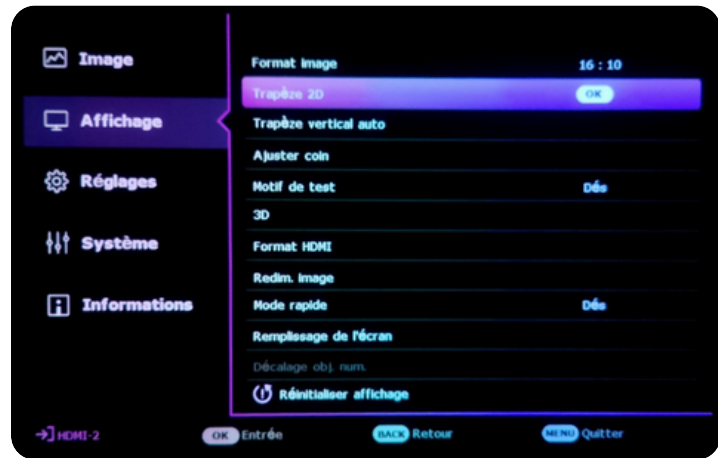 Image
Affichage
Réglages
Système
Informations
Format image 16 : 10
Trapèze 2D OK
Trapèze vertical auto
Ajuster coin
Motif de test Dés
3D
Format HDMI
Redim. image
Mode rapide Dés
Remplissage de l'écran
Décalage obj. num.
Réinitialiser affichage
HDMI-2 OK Entrée BACK Retour MENU Quitter